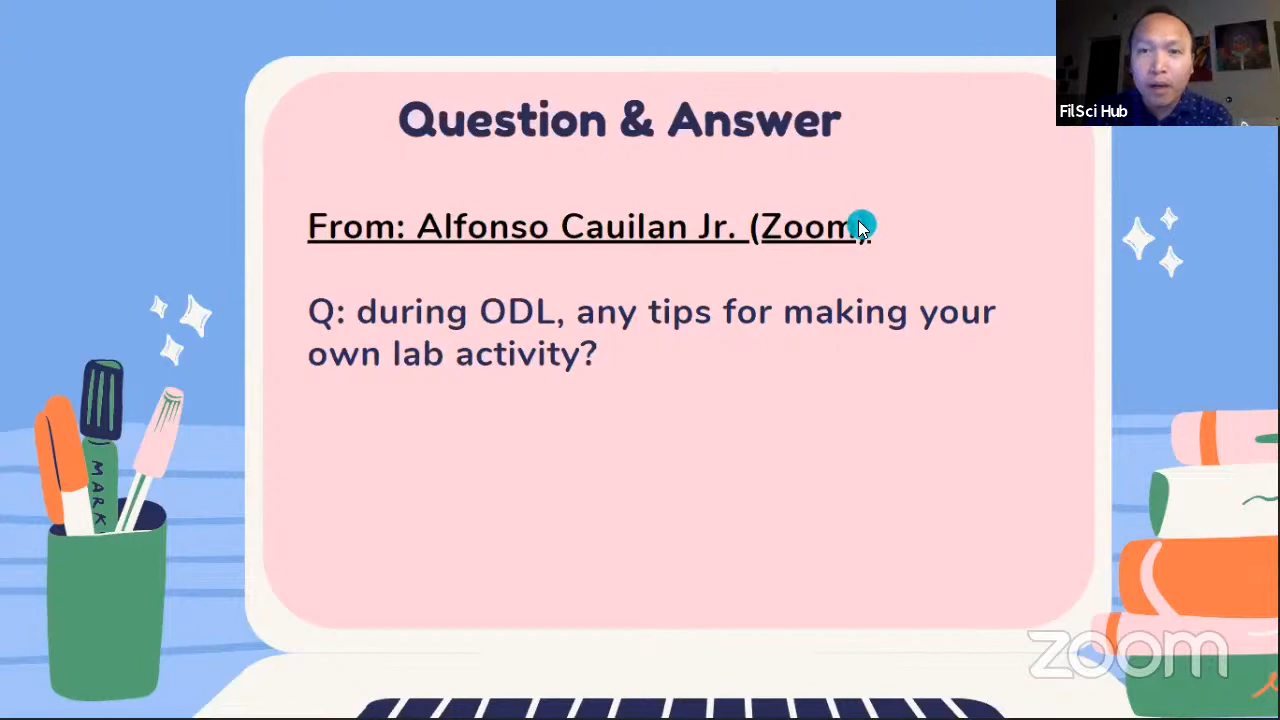 Question & Answer
FilSci Hub
From: Alfonso Cauilan Jr. (Zoom).
Q: during ODL, any tips for making your
own lab activity?
MARK
zoom